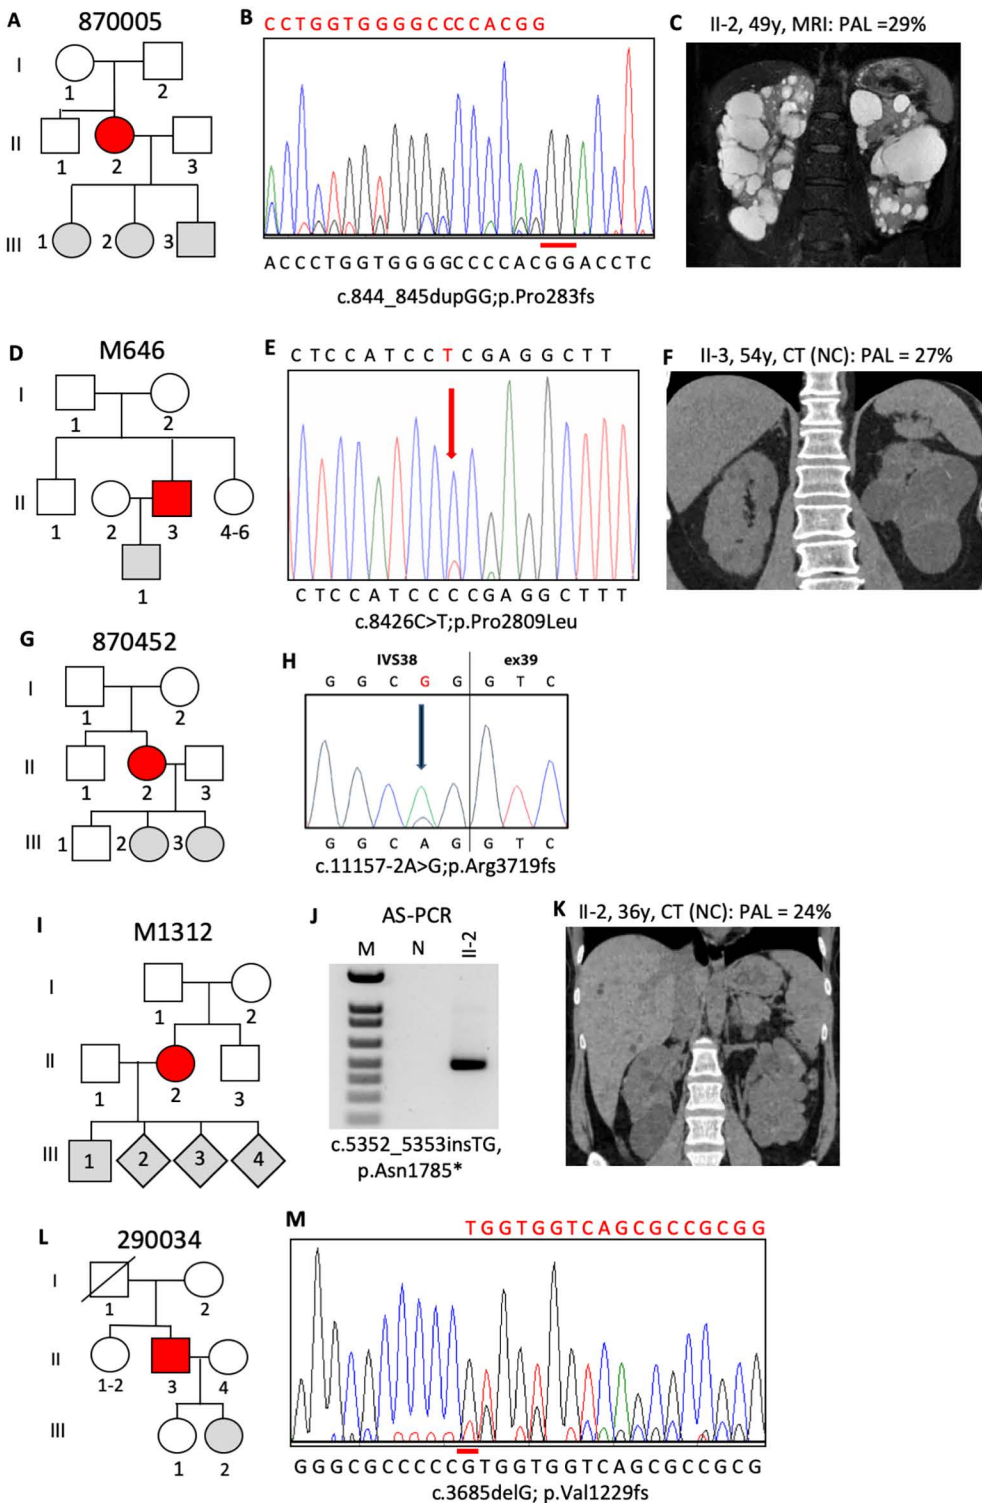 A
870005
I
1
2
II
1
2
3
III
1
2
3
B
CCTGGTGGGGCCCCACGG
ACCCTGGTGGGGCCCCACGGACCTC
c.844_845dupGG;p.Pro283fs
C
II-2, 49y, MRI: PAL =29%
D
M646
I
1
2
II
1
2
3
4-6
1
E
CTCCATCCTCGAGGCTT
CTCCATCCCCGAGGCTTT
c.8426C>T;p.Pro2809Leu
F
II-3, 54y, CT (NC): PAL = 27%
G
870452
I
1
2
II
1
2
3
III
1
2
3
H
IVS38
ex39
G G C G G G T C
G G C A G G T C
c.11157-2A>G;p.Arg3719fs
I
M1312
I
1
2
II
1
2
3
III
1
2
3
4
J
AS-PCR
M
N
II-2
c.5352_5353insTG,
p.Asn1785*
K
II-2, 36y, CT (NC): PAL = 24%
L
290034
I
1
2
II
1-2
3
4
III
1
2
M
TGGTGGTCAGCGCCGCGG
GGGCGCCCCCGTGGTGGTCAGCGCCGCG
c.3685delG; p.Val1229fs